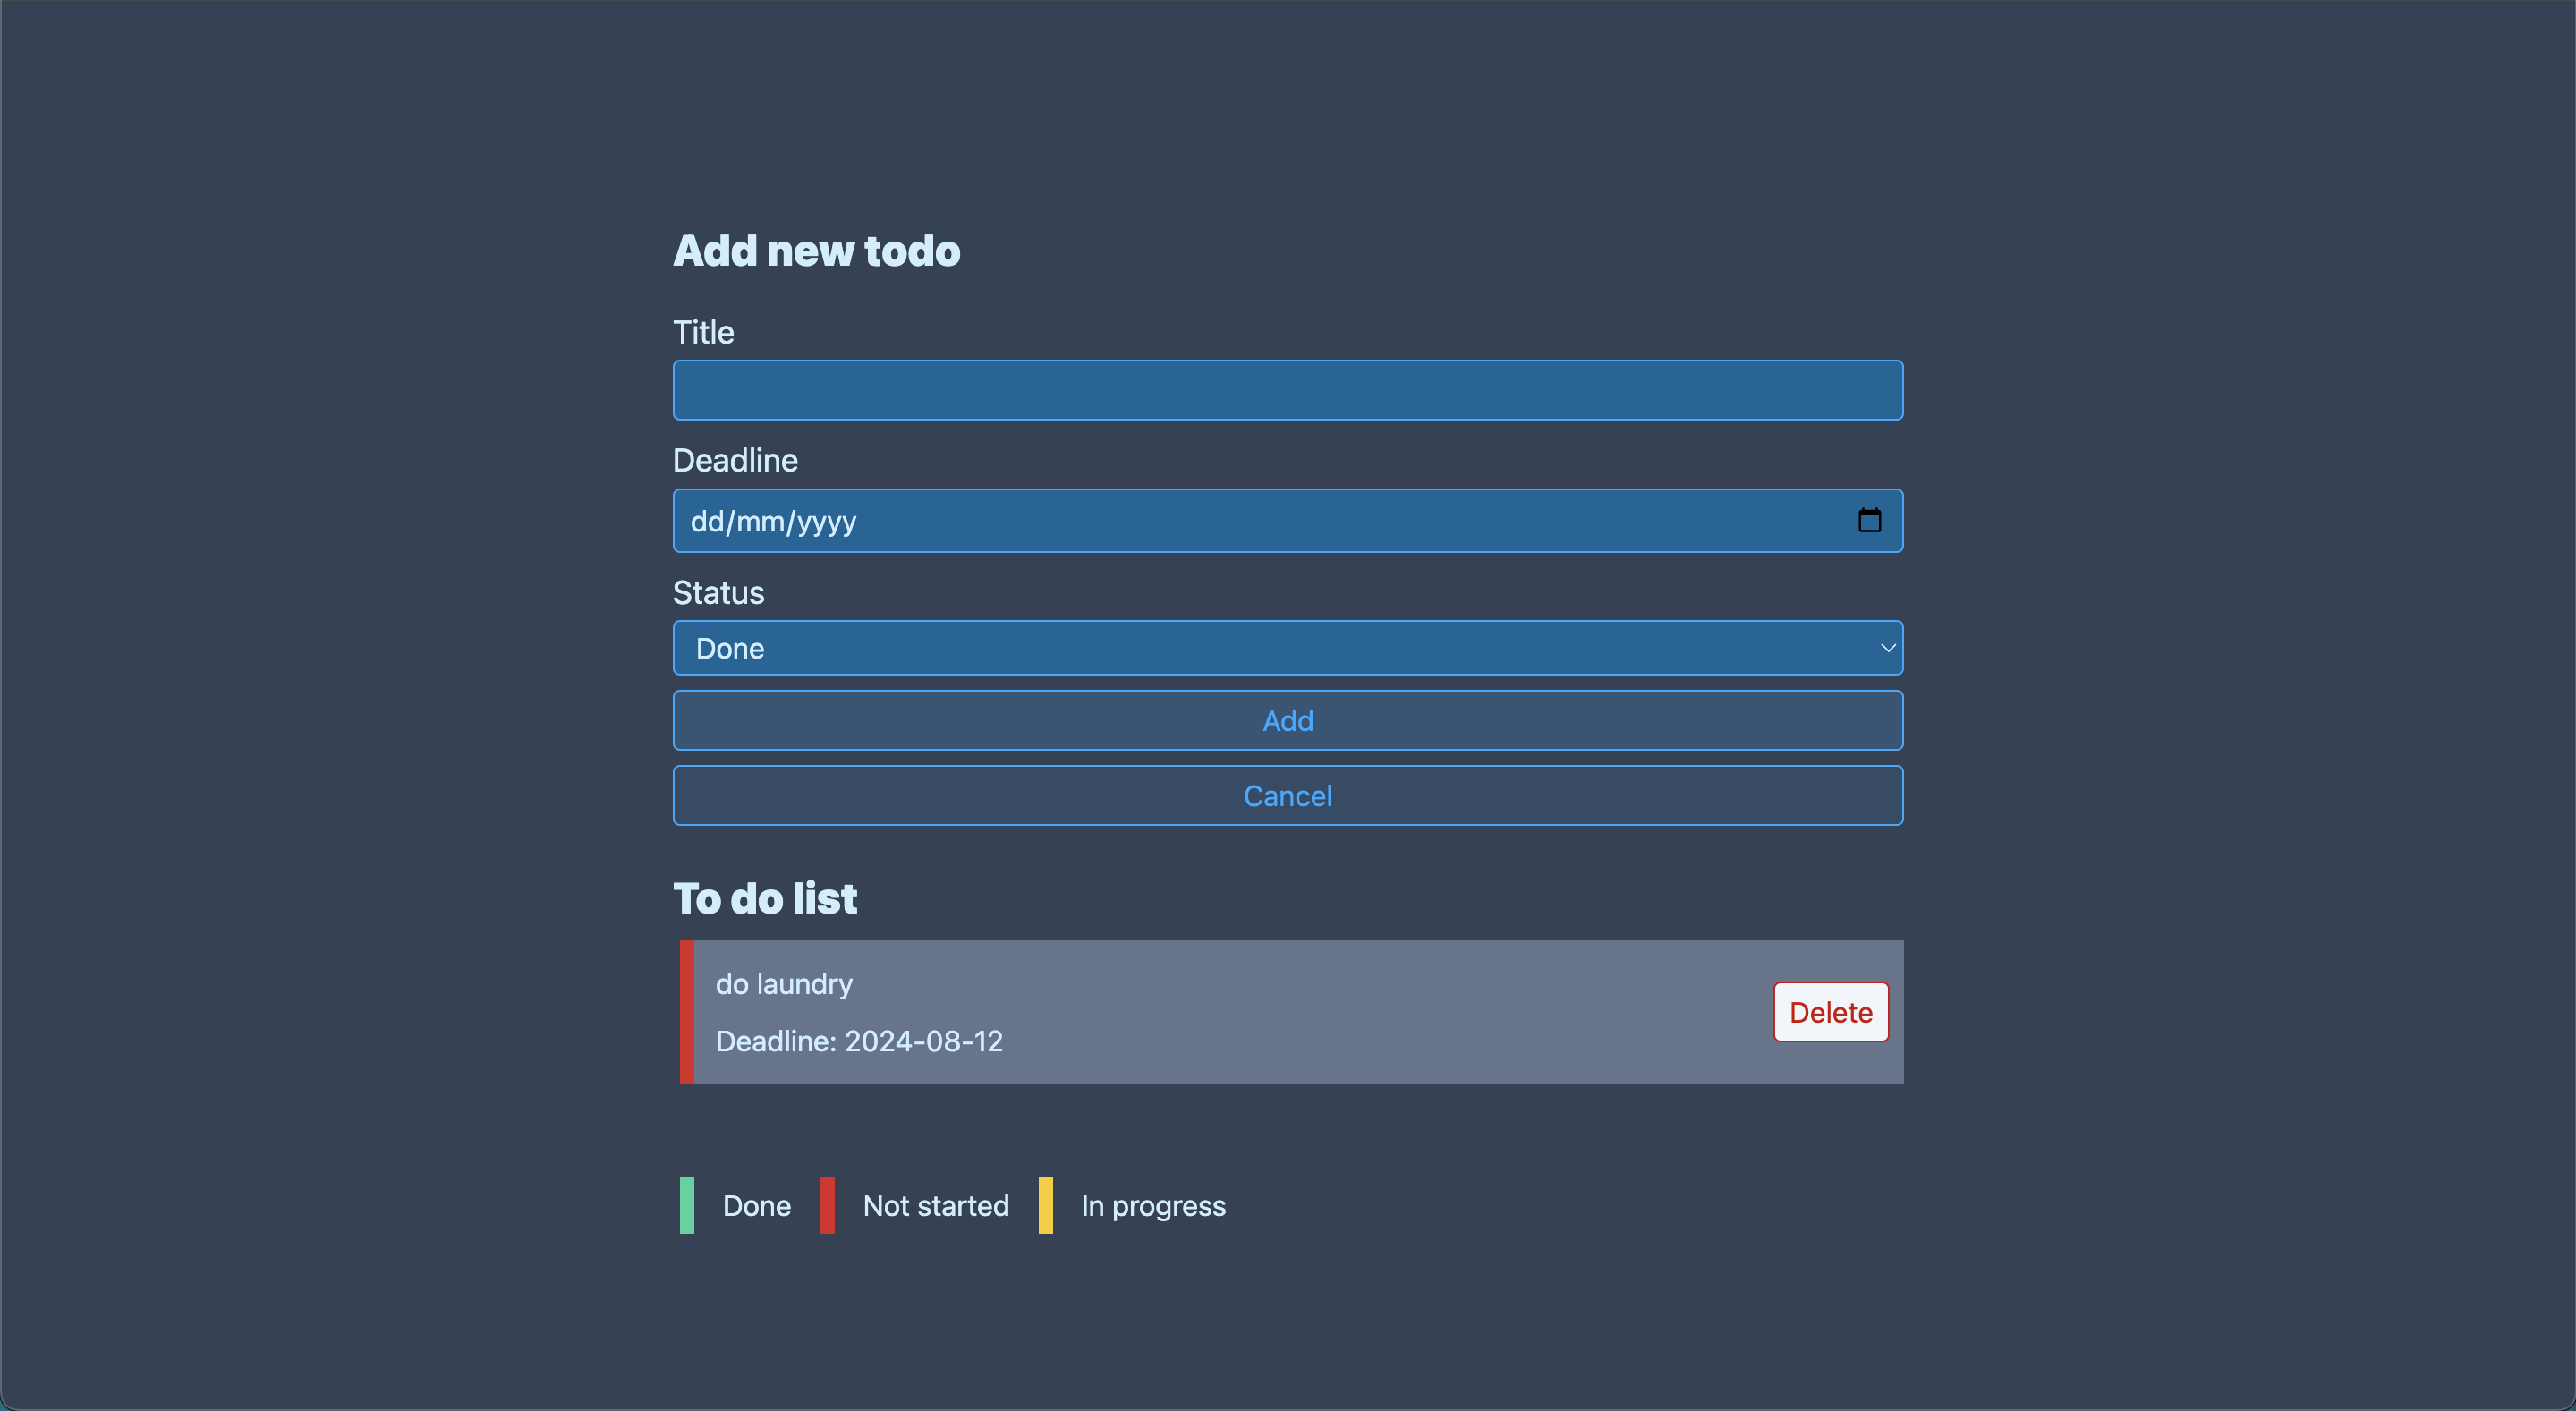 Add new todo
Title
Deadline
dd/mm/yyyy
Status
Done
Add
Cancel
To do list
do laundry
Delete
Deadline: 2024-08-12
Done Not started In progress